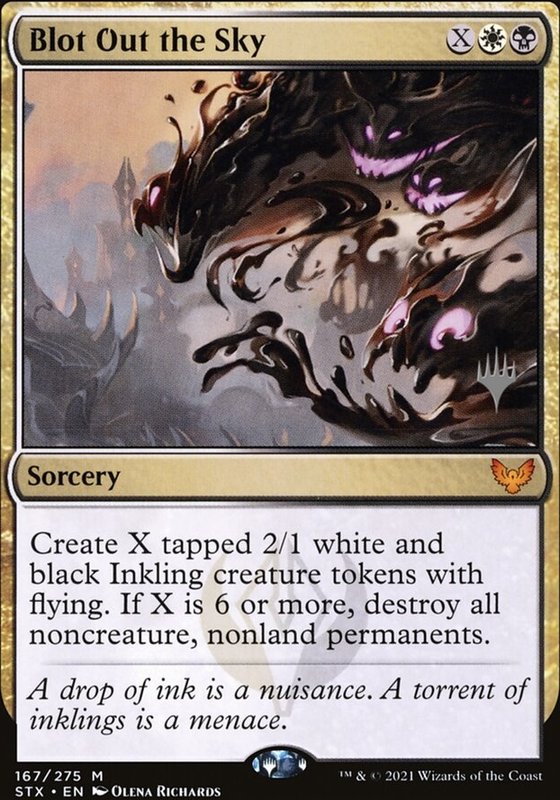 Blot Out the Sky X
Sorcery
Create X tapped 2/1 white and
black Inkling creature tokens with
flying. If X is 6 or more, destroy all
noncreature, nonland permanents.
A drop of ink is a nuisance. A torrent of
inklings is a menace.
167/275 M
STX • EN OLENA RICHARDS
™ & © 2021 Wizards of the Coast